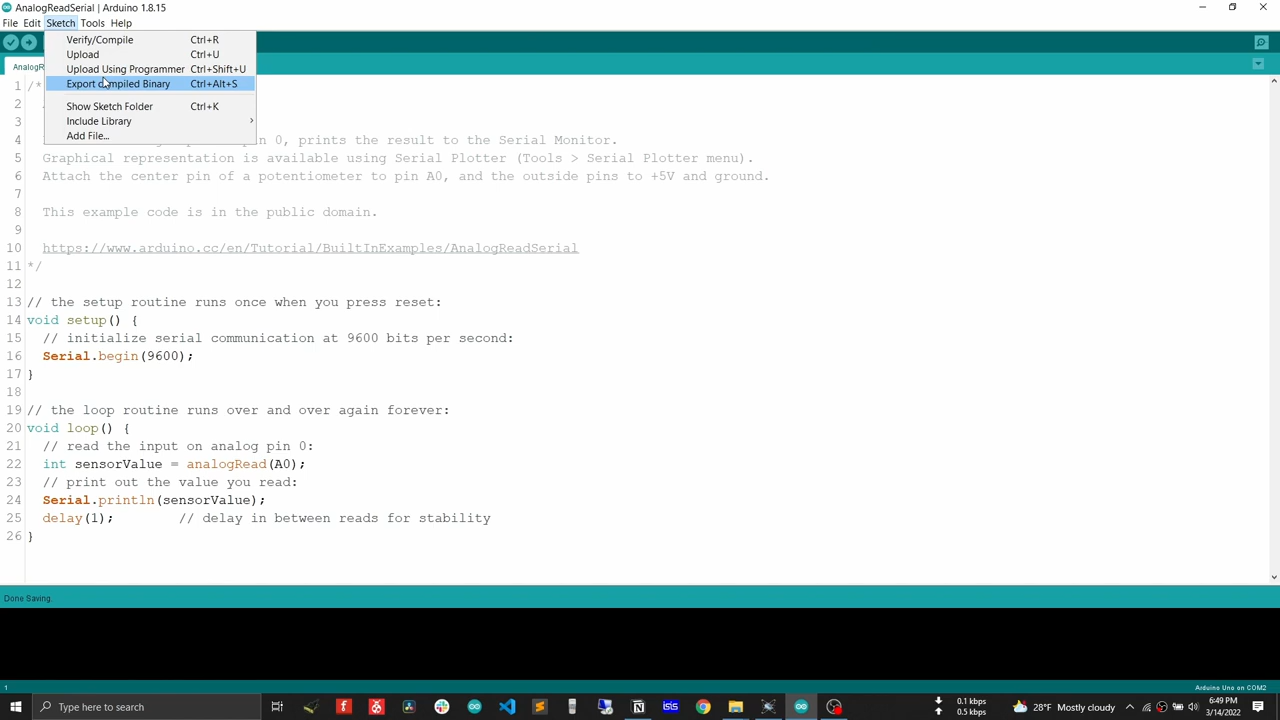 AnalogReadSerial | Arduino 1.8.15
File Edit Sketch Tools Help
Verify/Compile Ctrl+R
Upload Ctrl+U
Upload Using Programmer Ctrl+Shift+U
AnalogR
Export compiled Binary Ctrl+Alt+S
1 /*
Show Sketch Folder Ctrl+K
2
Include Library
3
Add File...
4 pin 0, prints the result to the Serial Monitor.
5 Graphical representation is available using Serial Plotter (Tools > Serial Plotter menu).
6 Attach the center pin of a potentiometer to pin A0, and the outside pins to +5V and ground.
7
8 This example code is in the public domain.
9
10 https://www.arduino.cc/en/Tutorial/BuiltInExamples/AnalogReadSerial
11 */
12
13 // the setup routine runs once when you press reset:
14 void setup() {
15 // initialize serial communication at 9600 bits per second:
16 Serial.begin(9600);
17 }
18
19 // the loop routine runs over and over again forever:
20 void loop() {
21 // read the input on analog pin 0:
22 int sensorValue = analogRead(A0);
23 // print out the value you read:
24 Serial.println(sensorValue);
25 delay(1); // delay in between reads for stability
26 }
Done Saving.
1 Arduino Uno on COM2
Type here to search
0.1 kbps
0.5 kbps
28°F Mostly cloudy
6:49 PM
3/14/2022